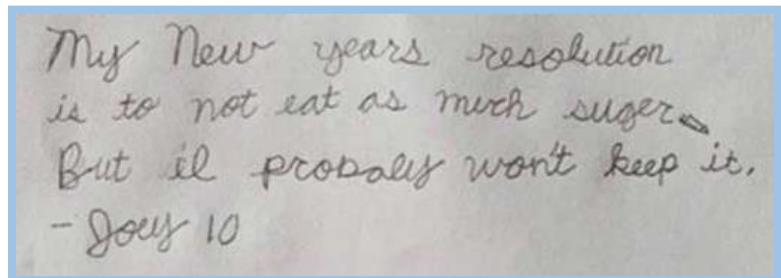 My New years resolution
is to not eat as much suger.
But il probaly won't keep it.
- Joey 10